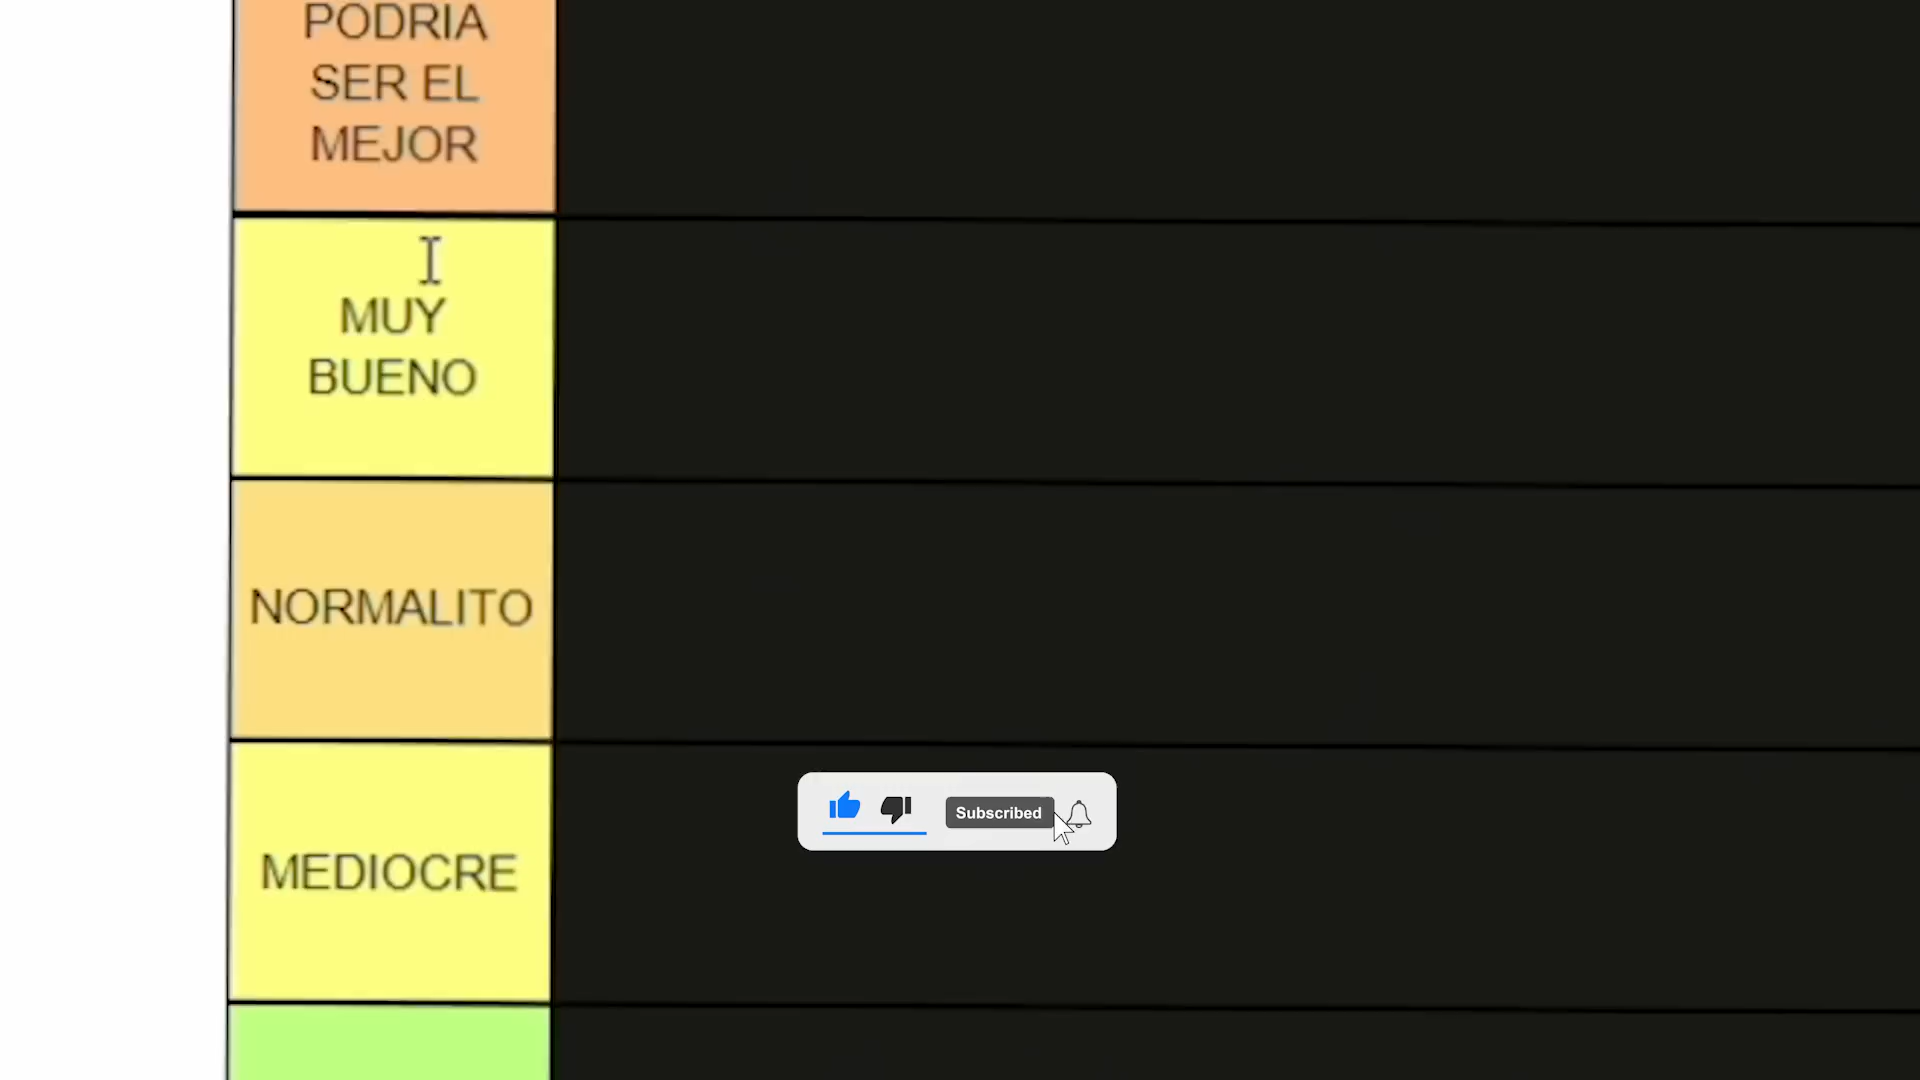 PODRIA
SER EL
MEJOR
MUY
BUENO
NORMALITO
MEDIOCRE
Subscribed